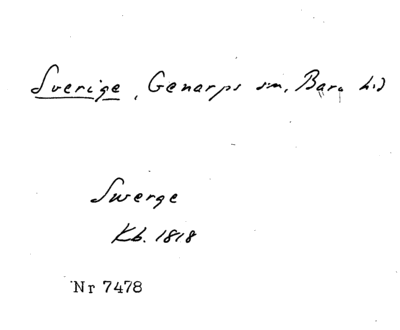 Sverige, Genarps sn, Bara hd
Swerge
Kb. 1818
Nr 7478